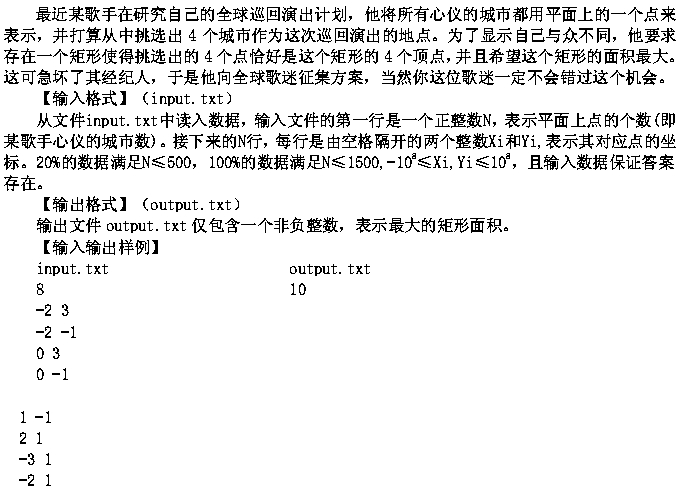 最近某歌手在研究自己的全球巡回演出计划，他将所有心仪的城市都用平面上的一个点来
表示，并打算从中挑选出 4 个城市作为这次巡回演出的地点。为了显示自己与众不同，他要求
存在一个矩形使得挑选出的 4 个点恰好是这个矩形的 4 个顶点，并且希望这个矩形的面积最大。
这可急坏了其经纪人，于是他向全球歌迷征集方案，当然你这位歌迷一定不会错过这个机会。
【输入格式】（input.txt）
从文件input.txt中读入数据，输入文件的第一行是一个正整数N，表示平面上点的个数(即
某歌手心仪的城市数)。接下来的N行，每行是由空格隔开的两个整数Xi和Yi,表示其对应点的坐
标。20%的数据满足N≤500，100%的数据满足N≤1500,-10⁸≤Xi,Yi≤10⁸，且输入数据保证答案
存在。
【输出格式】（output.txt）
输出文件 output.txt 仅包含一个非负整数，表示最大的矩形面积。
【输入输出样例】
input.txt output.txt
8 10
-2 3
-2 -1
0 3
0 -1
1 -1
2 1
-3 1
-2 1